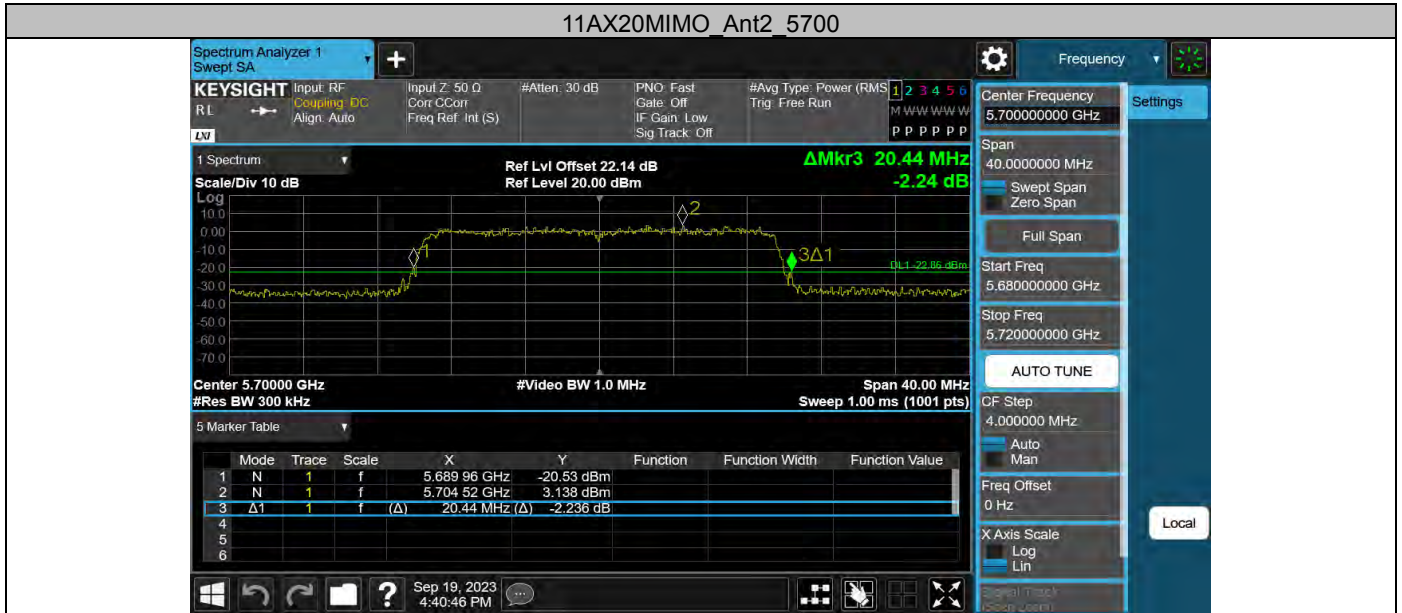 11AX20MIMO_Ant2_5700
Spectrum Analyzer 1
Swept SA
+
Frequency
KEYSIGHT
RL
LXI
Input: RF
Coupling: DC
Align: Auto
Input Z: 50 Ω
Corr CCorr
Freq Ref: Int (S)
#Atten: 30 dB
PNO: Fast
Gate: Off
IF Gain: Low
Sig Track: Off
#Avg Type: Power (RMS
Trig: Free Run
1 2 3 4 5 6
M W W W W W
P P P P P P
1 Spectrum
Scale/Div 10 dB
Ref Lvl Offset 22.14 dB
Ref Level 20.00 dBm
ΔMkr3 20.44 MHz
-2.24 dB
Log
10.0
0.00
-10.0
-20.0
-30.0
-40.0
-50.0
-60.0
-70.0
1
2
3Δ1
DL1 -22.86 dBm
Center 5.70000 GHz
#Res BW 300 kHz
#Video BW 1.0 MHz
Span 40.00 MHz
Sweep 1.00 ms (1001 pts)
5 Marker Table
Mode Trace Scale X Y Function Function Width Function Value
1 N 1 f 5.689 96 GHz -20.53 dBm
2 N 1 f 5.704 52 GHz 3.138 dBm
3 Δ1 1 f (Δ) 20.44 MHz (Δ) -2.236 dB
4
5
6
Sep 19, 2023
4:40:46 PM
Center Frequency
5.700000000 GHz
Settings
Span
40.0000000 MHz
Swept Span
Zero Span
Full Span
Start Freq
5.680000000 GHz
Stop Freq
5.720000000 GHz
AUTO TUNE
CF Step
4.000000 MHz
Auto
Man
Freq Offset
0 Hz
X Axis Scale
Log
Lin
Local
Signal Track
(Span Zoom)